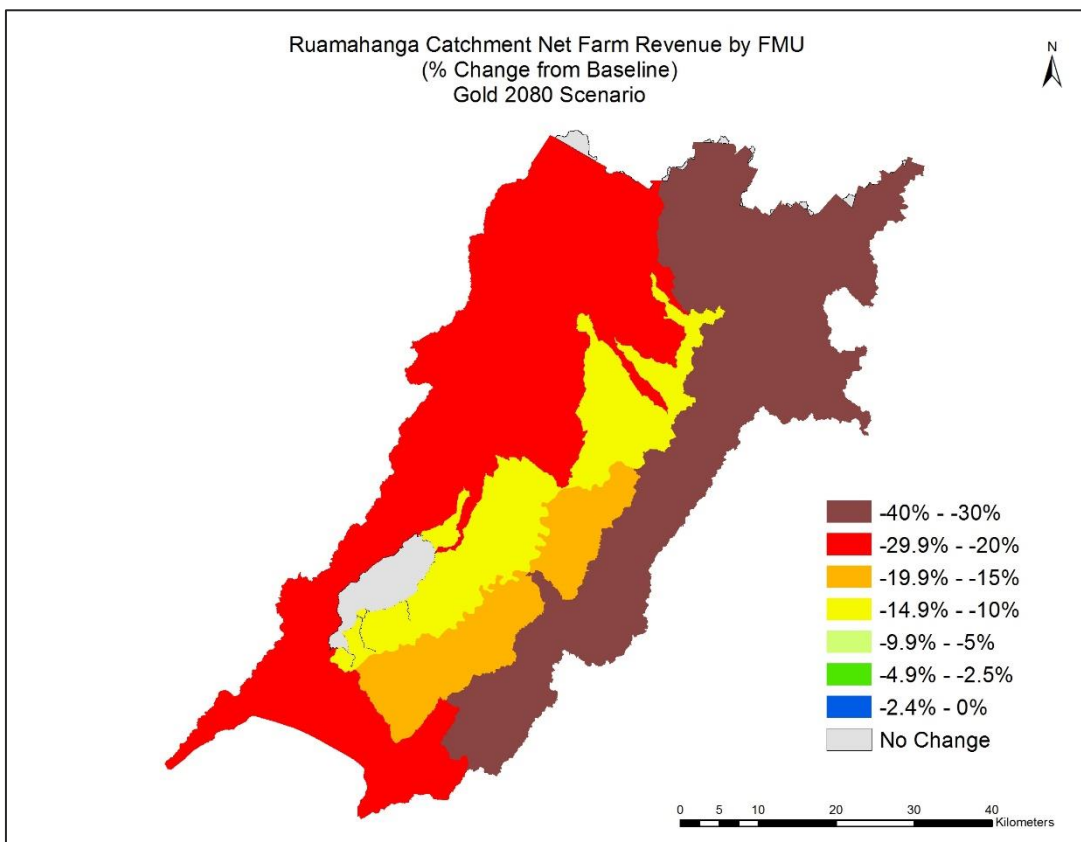 Ruamahanga Catchment Net Farm Revenue by FMU
(% Change from Baseline)
Gold 2080 Scenario
N
-40% - -30%
-29.9% - -20%
-19.9% - -15%
-14.9% - -10%
-9.9% - -5%
-4.9% - -2.5%
-2.4% - 0%
No Change
0 5 10 20 30 40
Kilometers